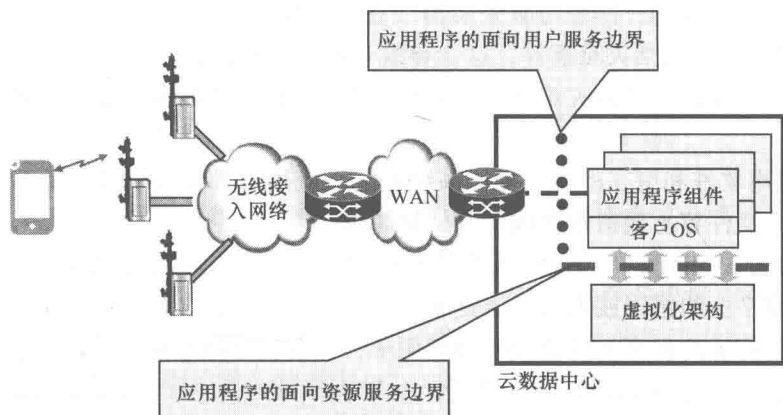 应用程序的面向用户服务边界
无线接
入网络
WAN
应用程序组件
客户OS
虚拟化架构
应用程序的面向资源服务边界
云数据中心